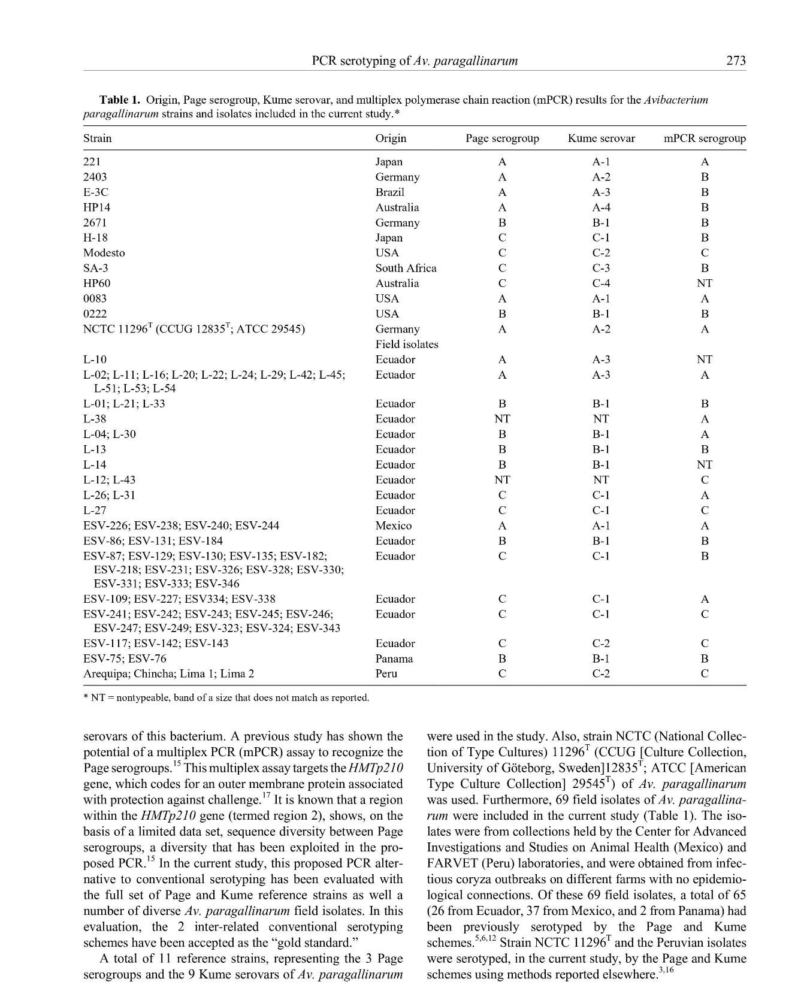 PCR serotyping of Av. paragallinarum 273
Table 1. Origin, Page serogroup, Kume serovar, and multiplex polymerase chain reaction (mPCR) results for the Avibacterium
paragallinarum strains and isolates included in the current study.*
Strain Origin Page serogroup Kume serovar mPCR serogroup
221 Japan A A-1 A
2403 Germany A A-2 B
E-3C Brazil A A-3 B
HP14 Australia A A-4 B
2671 Germany B B-1 B
H-18 Japan C C-1 B
Modesto USA C C-2 C
SA-3 South Africa C C-3 B
HP60 Australia C C-4 NT
0083 USA A A-1 A
0222 USA B B-1 B
NCTC 11296T (CCUG 12835T; ATCC 29545) Germany A A-2 A
Field isolates
L-10 Ecuador A A-3 NT
L-02; L-11; L-16; L-20; L-22; L-24; L-29; L-42; L-45; Ecuador A A-3 A
L-51; L-53; L-54
L-01; L-21; L-33 Ecuador B B-1 B
L-38 Ecuador NT NT A
L-04; L-30 Ecuador B B-1 A
L-13 Ecuador B B-1 B
L-14 Ecuador B B-1 NT
L-12; L-43 Ecuador NT NT C
L-26; L-31 Ecuador C C-1 A
L-27 Ecuador C C-1 C
ESV-226; ESV-238; ESV-240; ESV-244 Mexico A A-1 A
ESV-86; ESV-131; ESV-184 Ecuador B B-1 B
ESV-87; ESV-129; ESV-130; ESV-135; ESV-182; Ecuador C C-1 B
ESV-218; ESV-231; ESV-326; ESV-328; ESV-330;
ESV-331; ESV-333; ESV-346
ESV-109; ESV-227; ESV334; ESV-338 Ecuador C C-1 A
ESV-241; ESV-242; ESV-243; ESV-245; ESV-246; Ecuador C C-1 C
ESV-247; ESV-249; ESV-323; ESV-324; ESV-343
ESV-117; ESV-142; ESV-143 Ecuador C C-2 C
ESV-75; ESV-76 Panama B B-1 B
Arequipa; Chincha; Lima 1; Lima 2 Peru C C-2 C
* NT = nontypeable, band of a size that does not match as reported.
serovars of this bacterium. A previous study has shown the
potential of a multiplex PCR (mPCR) assay to recognize the
Page serogroups.15 This multiplex assay targets the HMTp210
gene, which codes for an outer membrane protein associated
with protection against challenge.17 It is known that a region
within the HMTp210 gene (termed region 2), shows, on the
basis of a limited data set, sequence diversity between Page
serogroups, a diversity that has been exploited in the pro-
posed PCR.15 In the current study, this proposed PCR alter-
native to conventional serotyping has been evaluated with
the full set of Page and Kume reference strains as well a
number of diverse Av. paragallinarum field isolates. In this
evaluation, the 2 inter-related conventional serotyping
schemes have been accepted as the “gold standard.”
A total of 11 reference strains, representing the 3 Page
serogroups and the 9 Kume serovars of Av. paragallinarum
were used in the study. Also, strain NCTC (National Collec-
tion of Type Cultures) 11296T (CCUG [Culture Collection,
University of Göteborg, Sweden]12835T; ATCC [American
Type Culture Collection] 29545T) of Av. paragallinarum
was used. Furthermore, 69 field isolates of Av. paragallina-
rum were included in the current study (Table 1). The iso-
lates were from collections held by the Center for Advanced
Investigations and Studies on Animal Health (Mexico) and
FARVET (Peru) laboratories, and were obtained from infec-
tious coryza outbreaks on different farms with no epidemio-
logical connections. Of these 69 field isolates, a total of 65
(26 from Ecuador, 37 from Mexico, and 2 from Panama) had
been previously serotyped by the Page and Kume
schemes.5,6,12 Strain NCTC 11296T and the Peruvian isolates
were serotyped, in the current study, by the Page and Kume
schemes using methods reported elsewhere.3,16